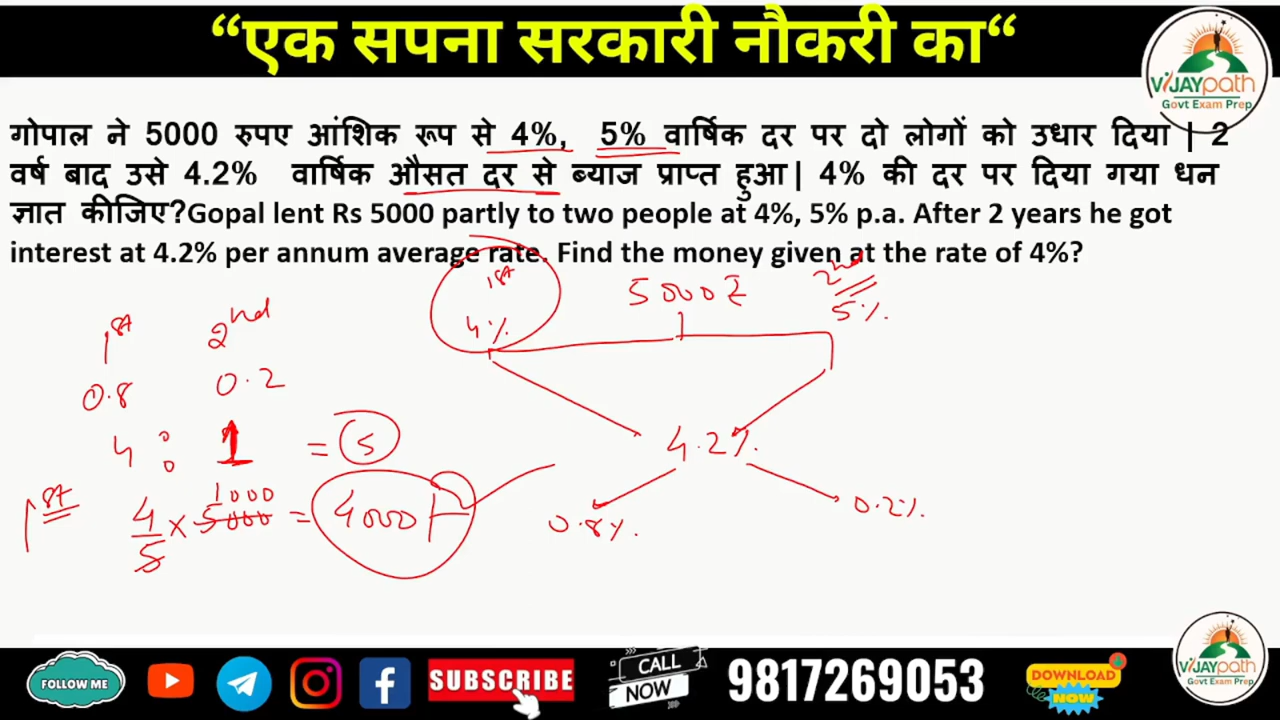 “एक सपना सरकारी नौकरी का“
VIJAYpath
Govt Exam Prep
गोपाल ने 5000 रुपए आंशिक रूप से 4%, 5% वार्षिक दर पर दो लोगों को उधार दिया | 2
वर्ष बाद उसे 4.2% वार्षिक औसत दर से ब्याज प्राप्त हुआ| 4% की दर पर दिया गया धन
ज्ञात कीजिए?Gopal lent Rs 5000 partly to two people at 4%, 5% p.a. After 2 years he got
interest at 4.2% per annum average rate. Find the money given at the rate of 4%?
1st 5000₹ 2nd
4% 5%
1st 2nd
0.8 0.2
4 : 1 = 5
4.2%
1st 4/5 × 5000 1000 = 4000
0.8% 0.2%
FOLLOW ME
SUBSCRIBE
CALL
NOW
9817269053
DOWNLOAD
NOW
VIJAYpath
Govt Exam Prep